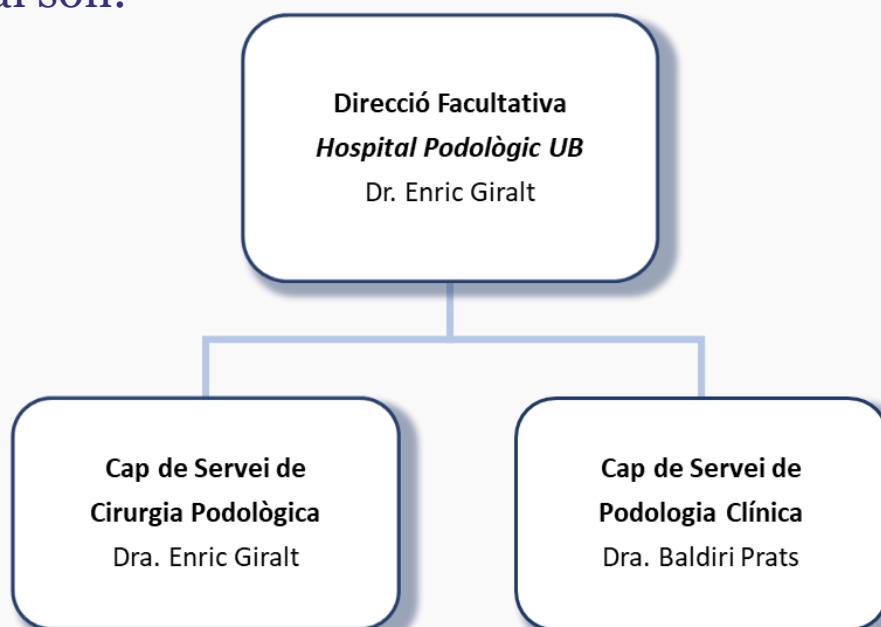 són:
Direcció Facultativa
Hospital Podològic UB
Dr. Enric Giralt
Cap de Servei de
Cirurgia Podològica
Dra. Enric Giralt
Cap de Servei de
Podologia Clínica
Dra. Baldiri Prats